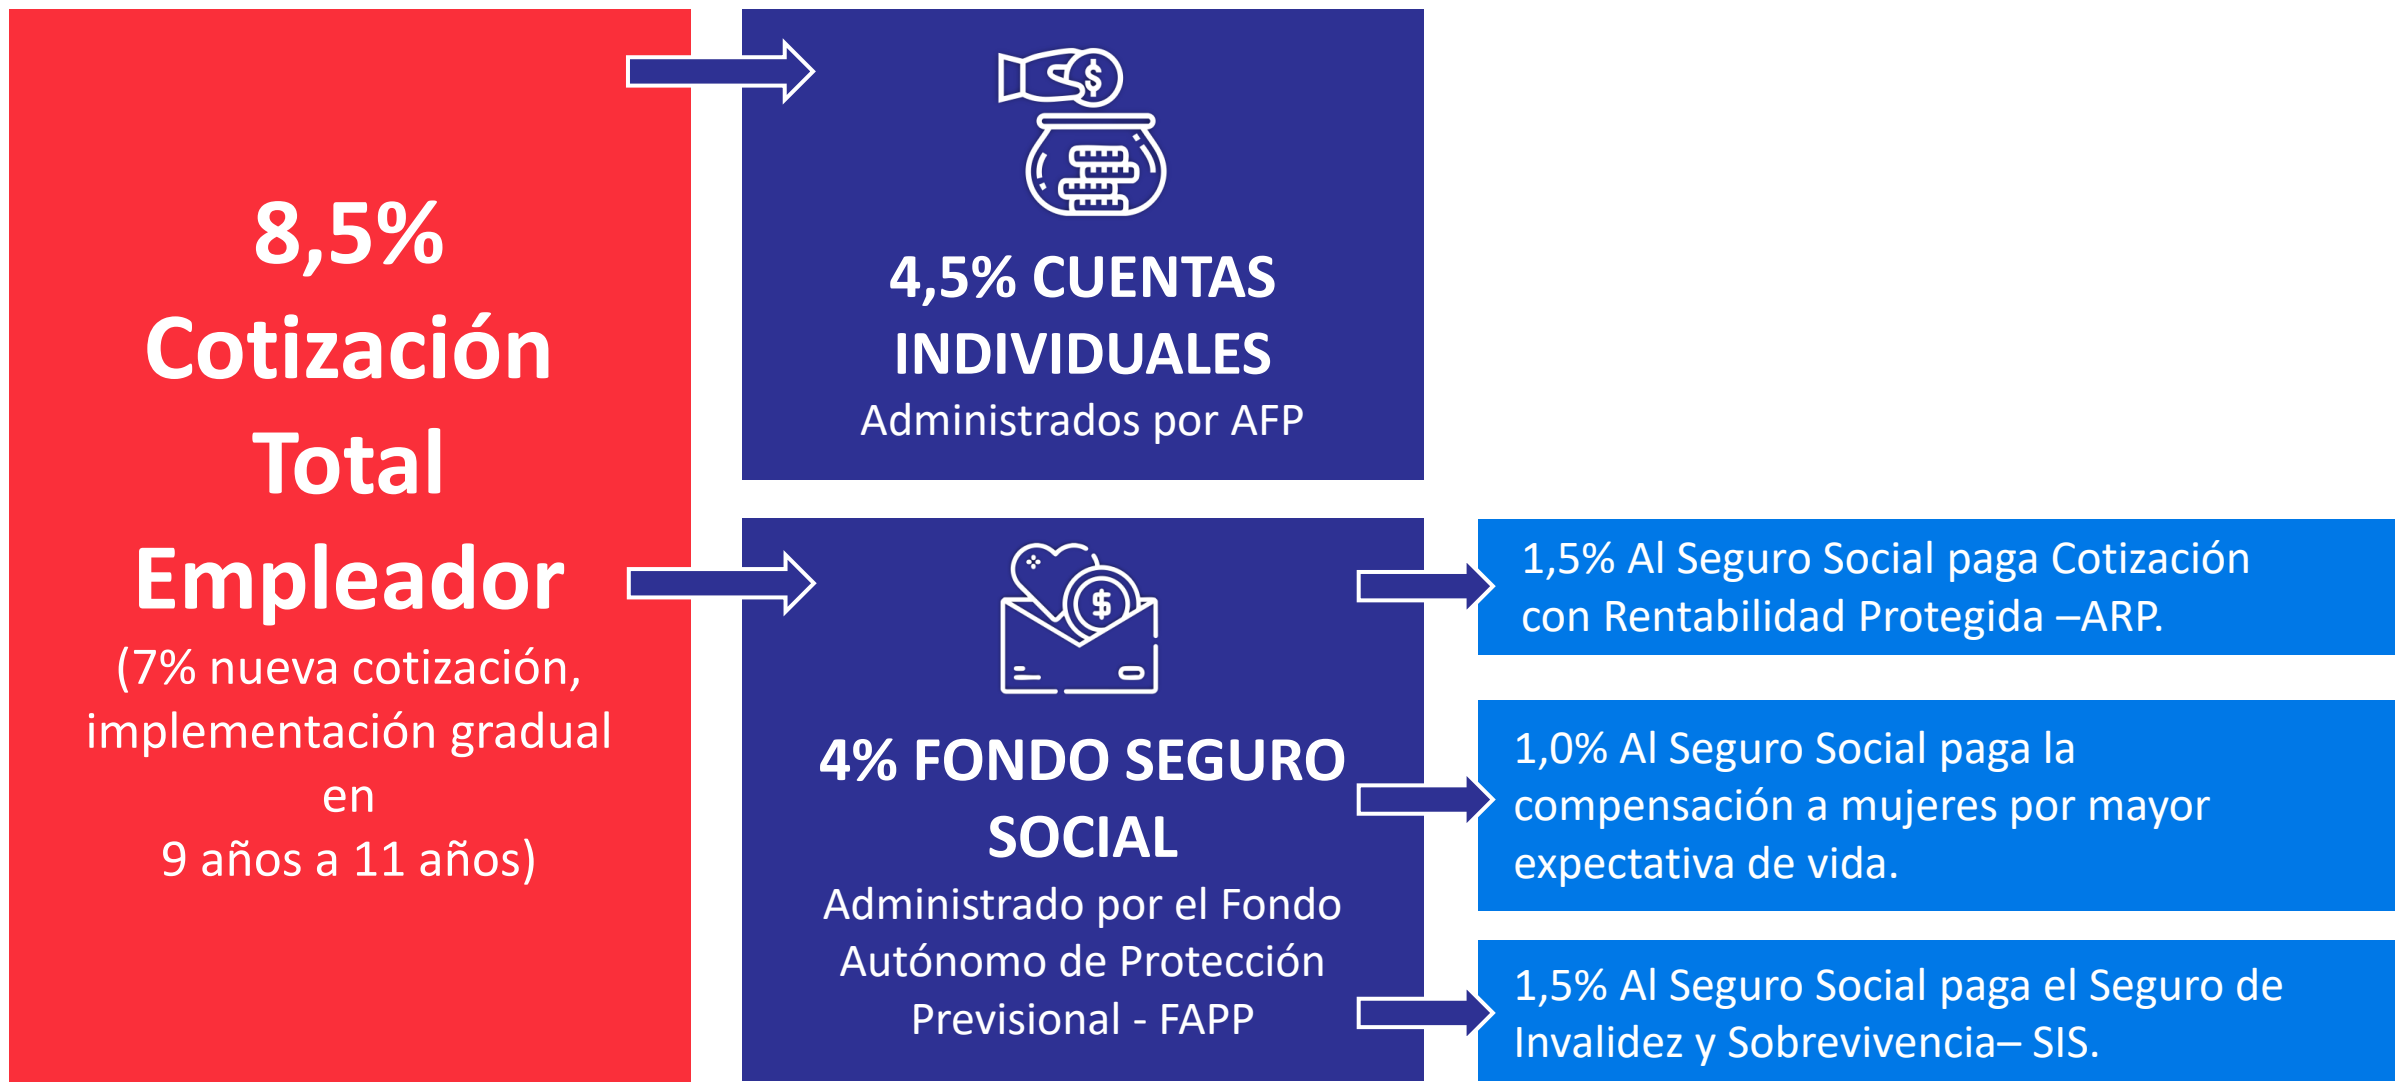 8,5%
Cotización
Total
Empleador
(7% nueva cotización,
implementación gradual
en
9 años a 11 años)
$
4,5% CUENTAS
INDIVIDUALES
Administrados por AFP
$
4% FONDO SEGURO
SOCIAL
Administrado por el Fondo
Autónomo de Protección
Previsional - FAPP
1,5% Al Seguro Social paga Cotización
con Rentabilidad Protegida –ARP.
1,0% Al Seguro Social paga la
compensación a mujeres por mayor
expectativa de vida.
1,5% Al Seguro Social paga el Seguro de
Invalidez y Sobrevivencia– SIS.